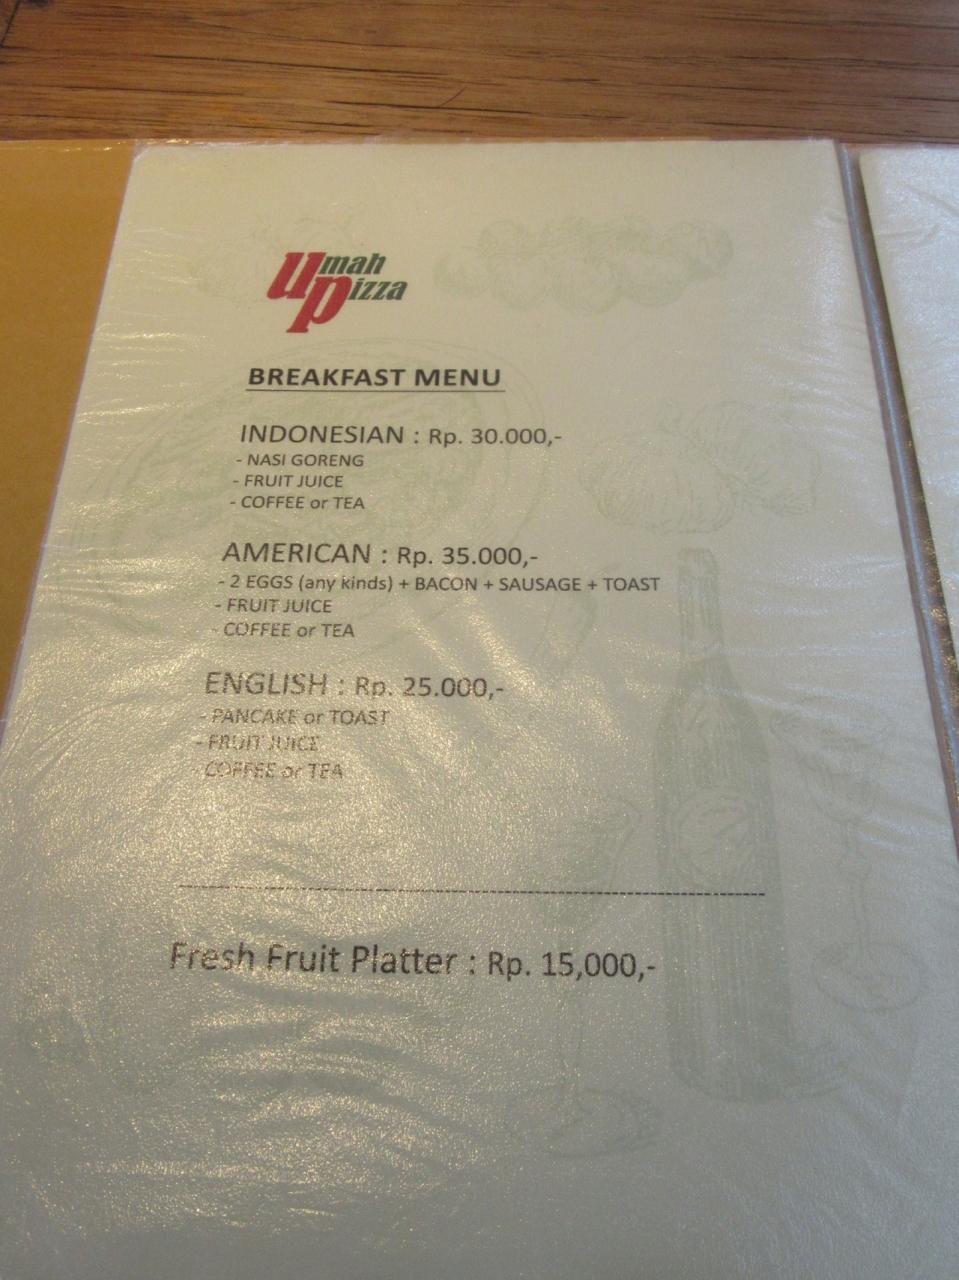 Umah
Pizza
BREAKFAST MENU
INDONESIAN : Rp. 30.000,-
- NASI GORENG
- FRUIT JUICE
- COFFEE or TEA
AMERICAN : Rp. 35.000,-
- 2 EGGS (any kinds) + BACON + SAUSAGE + TOAST
- FRUIT JUICE
- COFFEE or TEA
ENGLISH : Rp. 25.000,-
- PANCAKE or TOAST
- FRUIT JUICE
- COFFEE or TEA
Fresh Fruit Platter : Rp. 15,000,-